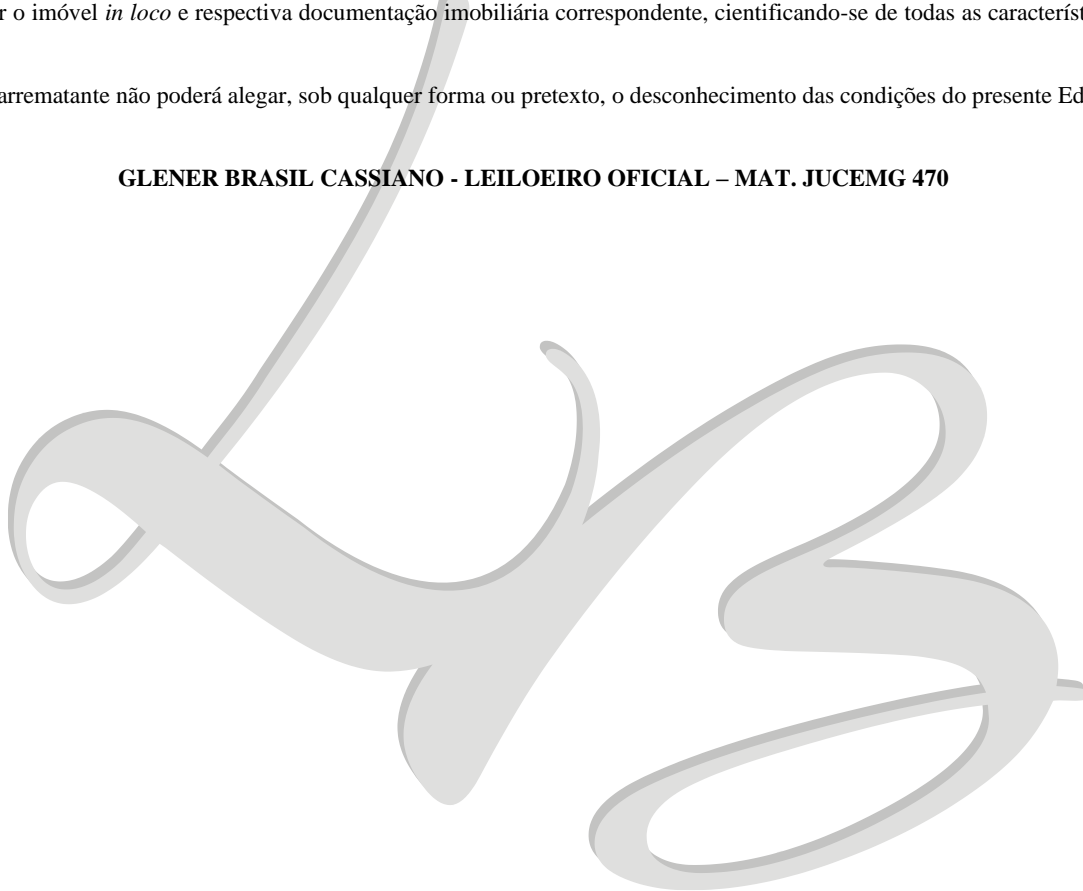 r o imóvel in loco e respectiva documentação imobiliária correspondente, cientificando-se de todas as característ
arrematante não poderá alegar, sob qualquer forma ou pretexto, o desconhecimento das condições do presente Ed
GLENER BRASIL CASSIANO - LEILOEIRO OFICIAL – MAT. JUCEMG 470